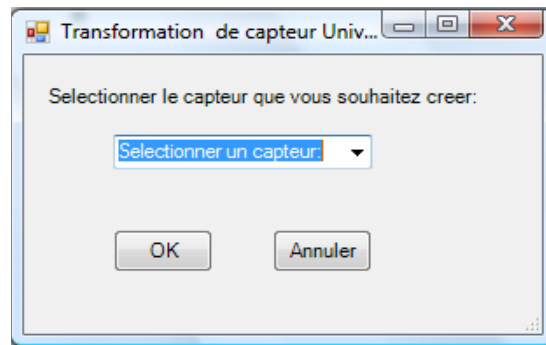 Transformation de capteur Univ...
Selectionner le capteur que vous souhaitez creer:
Selectionner un capteur:
OK Annuler